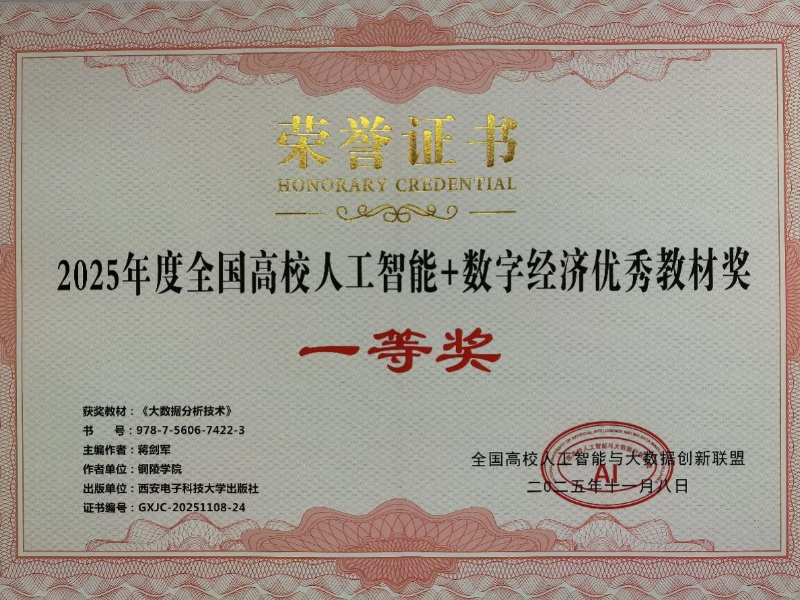 荣誉证书
HONORARY CREDENTIAL
2025年度全国高校人工智能+数字经济优秀教材奖
一等奖
获奖教材：《大数据分析技术》
书 号：978-7-5606-7422-3
主编作者：蒋剑军
作者单位：铜陵学院
出版单位：西安电子科技大学出版社
证书编号：GXJC-20251108-24
全国高校人工智能与大数据创新联盟
二〇二五年十一月八日
AI